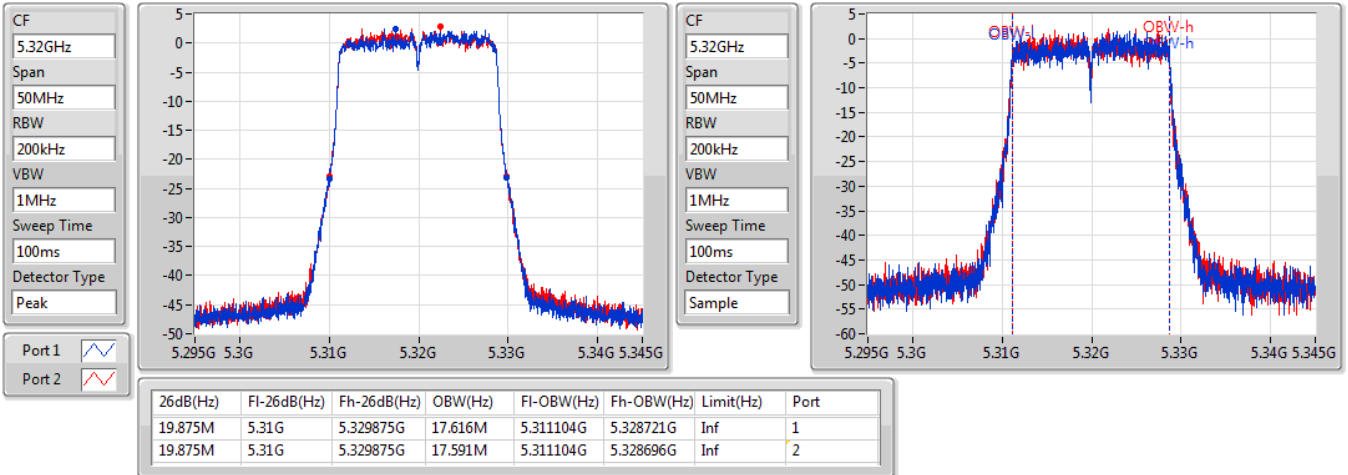 CF
5.32GHz
Span
50MHz
RBW
200kHz
VBW
1MHz
Sweep Time
100ms
Detector Type
Peak
5
0
-5
-10
-15
-20
-25
-30
-35
-40
-45
-50
5.295G 5.3G 5.31G 5.32G 5.33G 5.34G 5.345G
CF
5.32GHz
Span
50MHz
RBW
200kHz
VBW
1MHz
Sweep Time
100ms
Detector Type
Sample
5
0
-5
-10
-15
-20
-25
-30
-35
-40
-45
-50
-55
-60
OBW-l
OBW-h
OBW-h
5.295G 5.3G 5.31G 5.32G 5.33G 5.34G 5.345G
Port 1
Port 2
26dB(Hz) Fl-26dB(Hz) Fh-26dB(Hz) OBW(Hz) Fl-OBW(Hz) Fh-OBW(Hz) Limit(Hz) Port
19.875M 5.31G 5.329875G 17.616M 5.311104G 5.328721G Inf 1
19.875M 5.31G 5.329875G 17.591M 5.311104G 5.328696G Inf 2